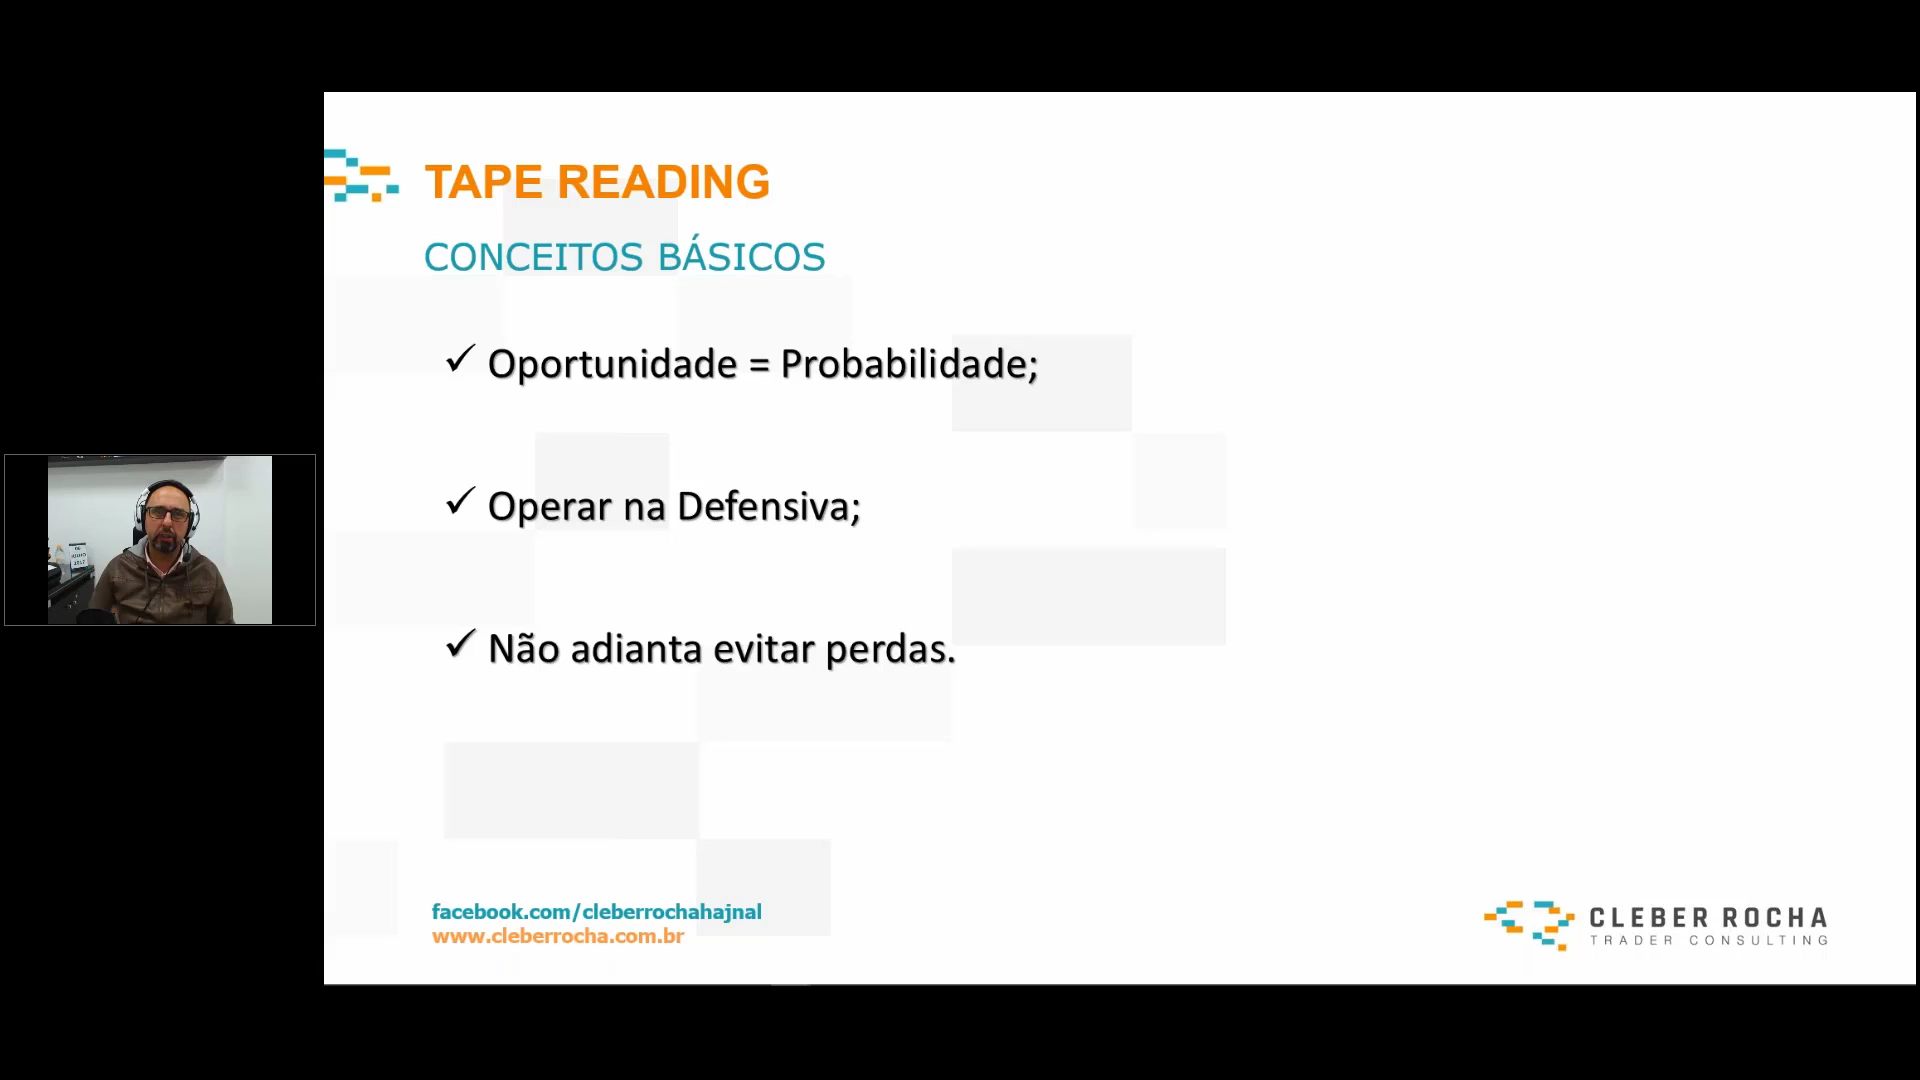 TAPE READING
CONCEITOS BÁSICOS
✓ Oportunidade = Probabilidade;
✓ Operar na Defensiva;
✓ Não adianta evitar perdas.
facebook.com/cleberrochahajnal
www.cleberrocha.com.br
CLEBER ROCHA
TRADER CONSULTING